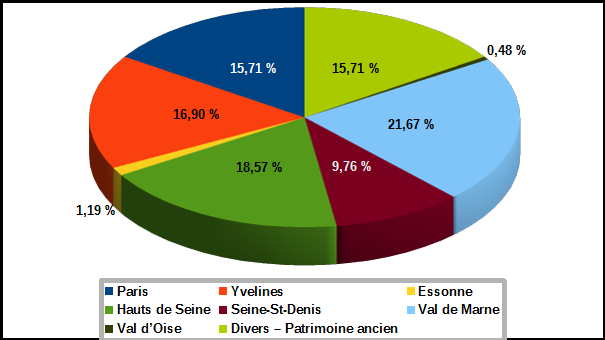 0,48 %
15,71 % 15,71 %
16,90 % 21,67 %
18,57 % 9,76 %
1,19 %
Paris Yvelines Essonne
Hauts de Seine Seine-St-Denis Val de Marne
Val d’Oise Divers – Patrimoine ancien